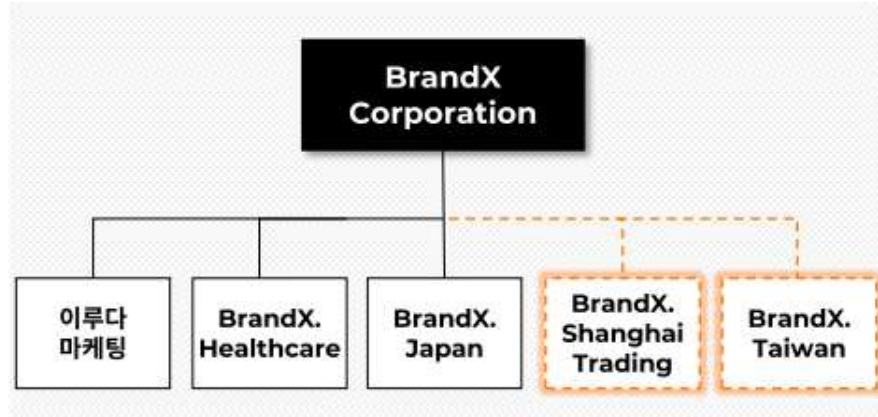 BrandX
Corporation
이루다
마케팅
BrandX.
Healthcare
BrandX.
Japan
BrandX.
Shanghai
Trading
BrandX.
Taiwan